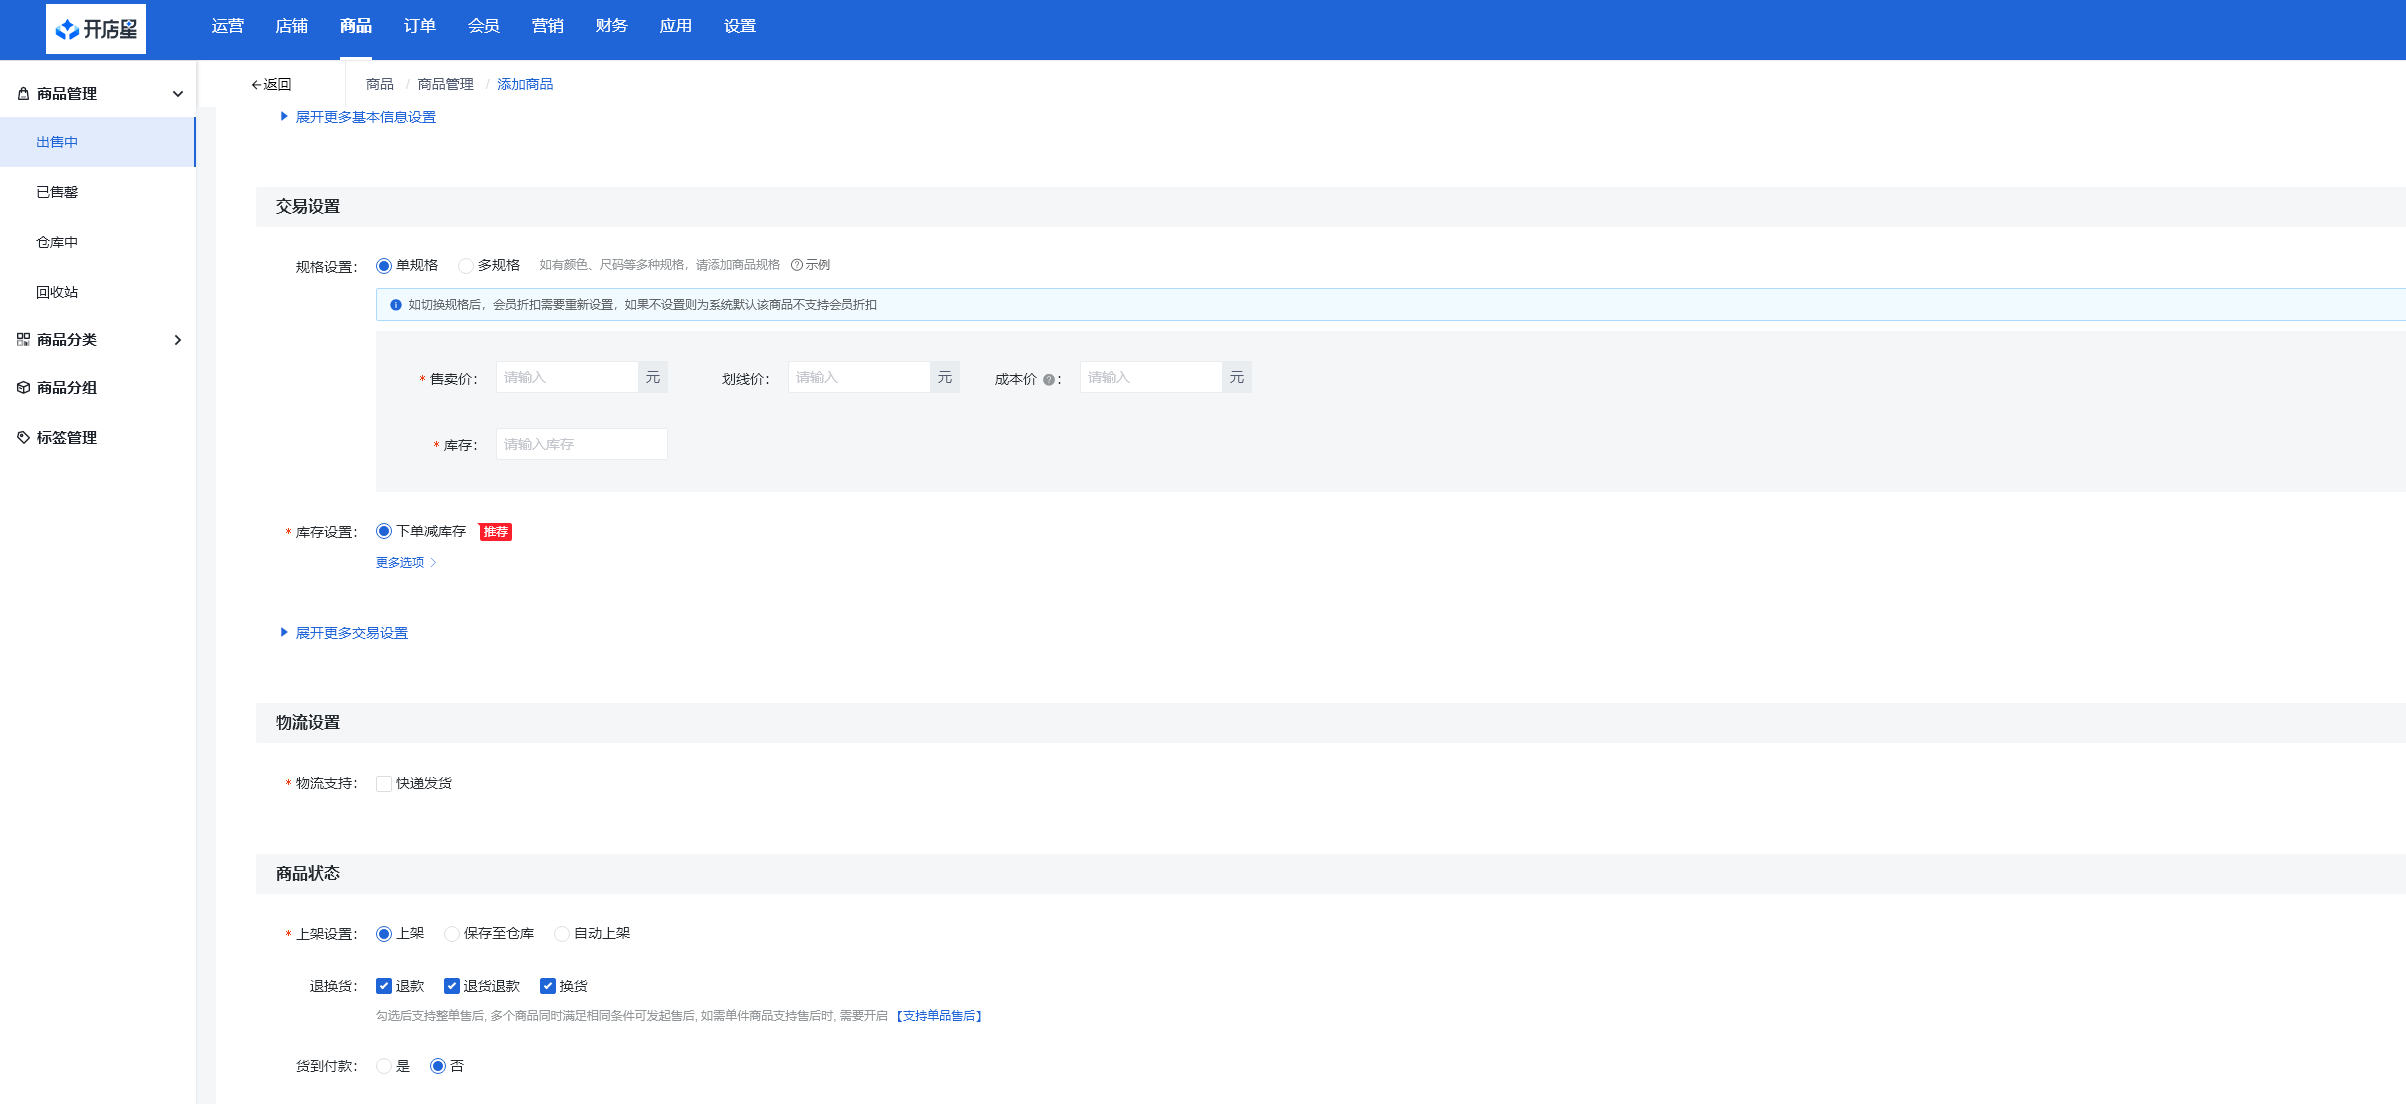 开店星
运营 店铺 商品 订单 会员 营销 财务 应用 设置
商品管理
出售中
已售罄
仓库中
回收站
商品分类
商品分组
标签管理
返回 商品 / 商品管理 / 添加商品
展开更多基本信息设置
交易设置
规格设置： 单规格 多规格 如有颜色、尺码等多种规格，请添加商品规格 示例
如切换规格后，会员折扣需要重新设置，如果不设置则为系统默认该商品不支持会员折扣
* 售卖价： 请输入 元 划线价： 请输入 元 成本价 ： 请输入 元
* 库存： 请输入库存
* 库存设置： 下单减库存 推荐
更多选项
展开更多交易设置
物流设置
* 物流支持： 快递发货
商品状态
* 上架设置： 上架 保存至仓库 自动上架
退换货： 退款 退货退款 换货
勾选后支持整单售后, 多个商品同时满足相同条件可发起售后, 如需单件商品支持售后时, 需要开启 【支持单品售后】
货到付款： 是 否